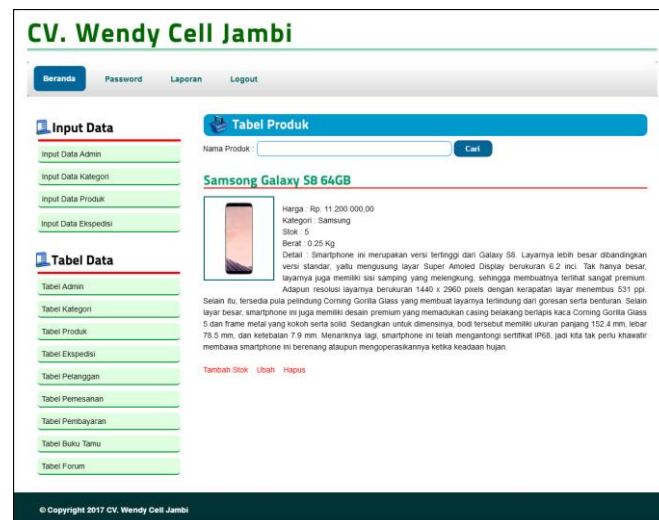 CV. Wendy Cell Jambi
Beranda Password Laporan Logout
Input Data
Input Data Admin
Input Data Kategori
Input Data Produk
Input Data Ekspedisi
Tabel Data
Tabel Admin
Tabel Kategori
Tabel Produk
Tabel Ekspedisi
Tabel Pelanggan
Tabel Pemesanan
Tabel Pembayaran
Tabel Buku Tamu
Tabel Forum
Tabel Produk
Nama Produk : Cari
Samsong Galaxy S8 64GB
Harga : Rp. 11.200.000,00
Kategori : Samsung
Stok : 5
Berat : 0.25 Kg
Detail : Smartphone ini merupakan versi tertinggi dari Galaxy S8. Layarnya lebih besar dibandingkan
versi standar, yaitu mengusung layar Super Amoled Display berukuran 6.2 inci. Tak hanya besar,
layarnya juga memiliki sisi samping yang melengkung, sehingga membuatnya terlihat sangat premium.
Adapun resolusi layarnya berukuran 1440 x 2960 pixels dengan kerapatan layar menembus 531 ppi.
Selain itu, tersedia pula pelindung Corning Gorilla Glass yang membuat layarnya terlindung dari goresan serta benturan. Selain
layar besar, smartphone ini juga memiliki desain premium yang memadukan casing belakang berlapis kaca Corning Gorilla Glass
5 dan frame metal yang kokoh serta solid. Sedangkan untuk dimensinya, bodi tersebut memiliki ukuran panjang 152.4 mm, lebar
78.5 mm, dan ketebalan 7.9 mm. Menariknya lagi, smartphone ini telah mengantongi sertifikat IP68, jadi kita tak perlu khawatir
membawa smartphone ini berenang ataupun mengoperasikannya ketika keadaan hujan.
Tambah Stok Ubah Hapus
© Copyright 2017 CV. Wendy Cell Jambi